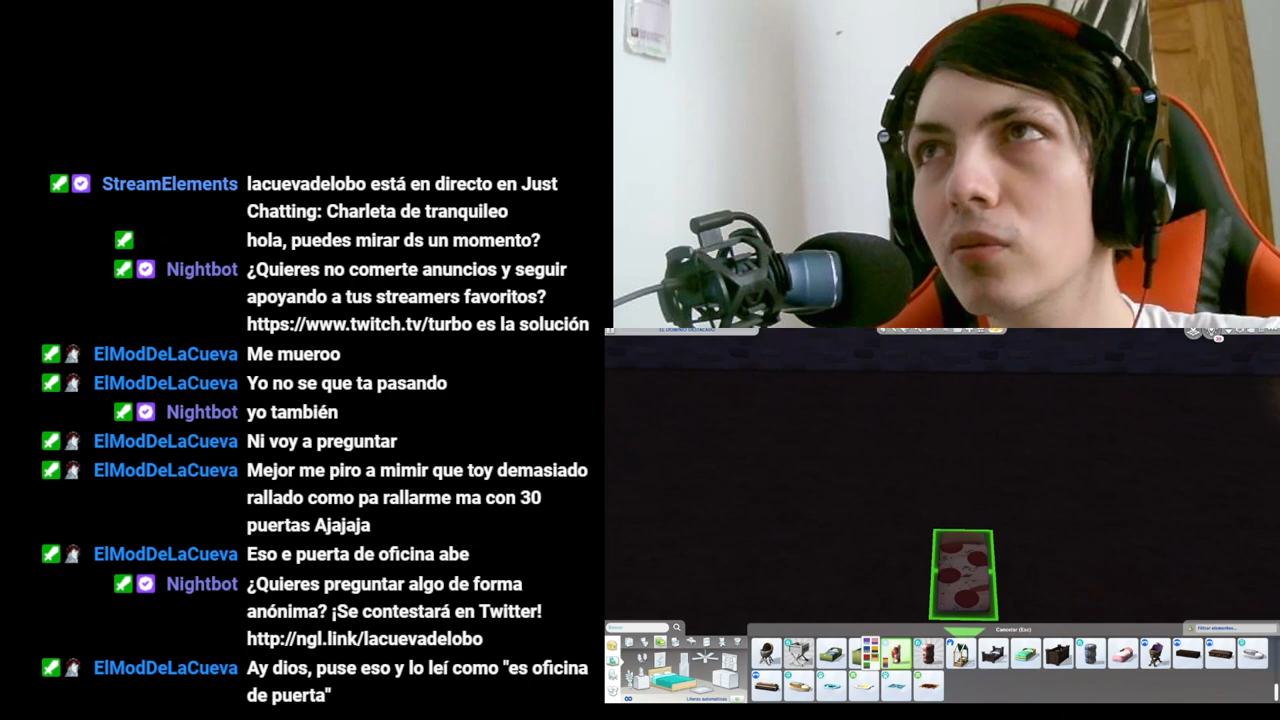 StreamElements lacuevadelobo está en directo en Just
Chatting: Charleta de tranquileo
hola, puedes mirar ds un momento?
Nightbot ¿Quieres no comerte anuncios y seguir
apoyando a tus streamers favoritos?
https://www.twitch.tv/turbo es la solución
ElModDeLaCueva Me mueroo
ElModDeLaCueva Yo no se que ta pasando
Nightbot yo también
ElModDeLaCueva Ni voy a preguntar
ElModDeLaCueva Mejor me piro a mimir que toy demasiado
rallado como pa rallarme ma con 30
puertas Ajajaja
ElModDeLaCueva Eso e puerta de oficina abe
Nightbot ¿Quieres preguntar algo de forma
anónima? ¡Se contestará en Twitter!
http://ngl.link/lacuevadelobo
ElModDeLaCueva Ay dios, puse eso y lo leí como "es oficina
de puerta"
Buscar
Cancelar (Esc)
Filtrar elementos...
Literas automáticas